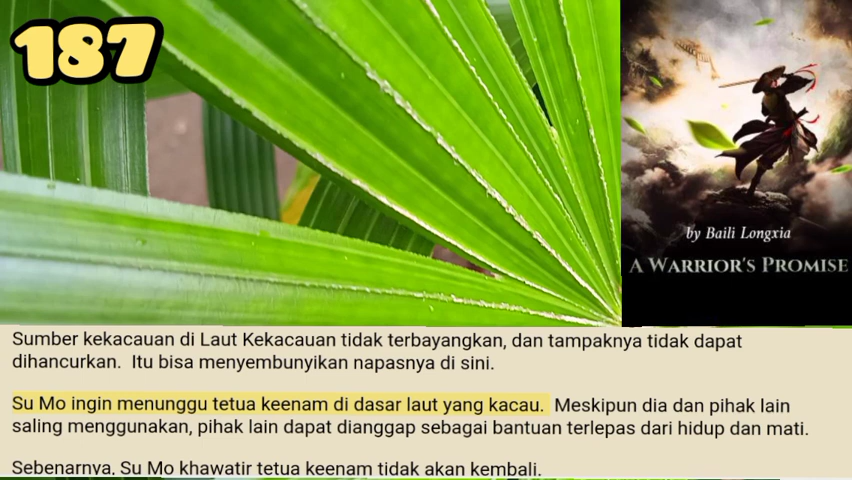 187
by Baili Longxia
A WARRIOR'S PROMISE
Sumber kekacauan di Laut Kekacauan tidak terbayangkan, dan tampaknya tidak dapat
dihancurkan.  Itu bisa menyembunyikan napasnya di sini.
Su Mo ingin menunggu tetua keenam di dasar laut yang kacau.  Meskipun dia dan pihak lain
saling menggunakan, pihak lain dapat dianggap sebagai bantuan terlepas dari hidup dan mati.
Sebenarnya, Su Mo khawatir tetua keenam tidak akan kembali.